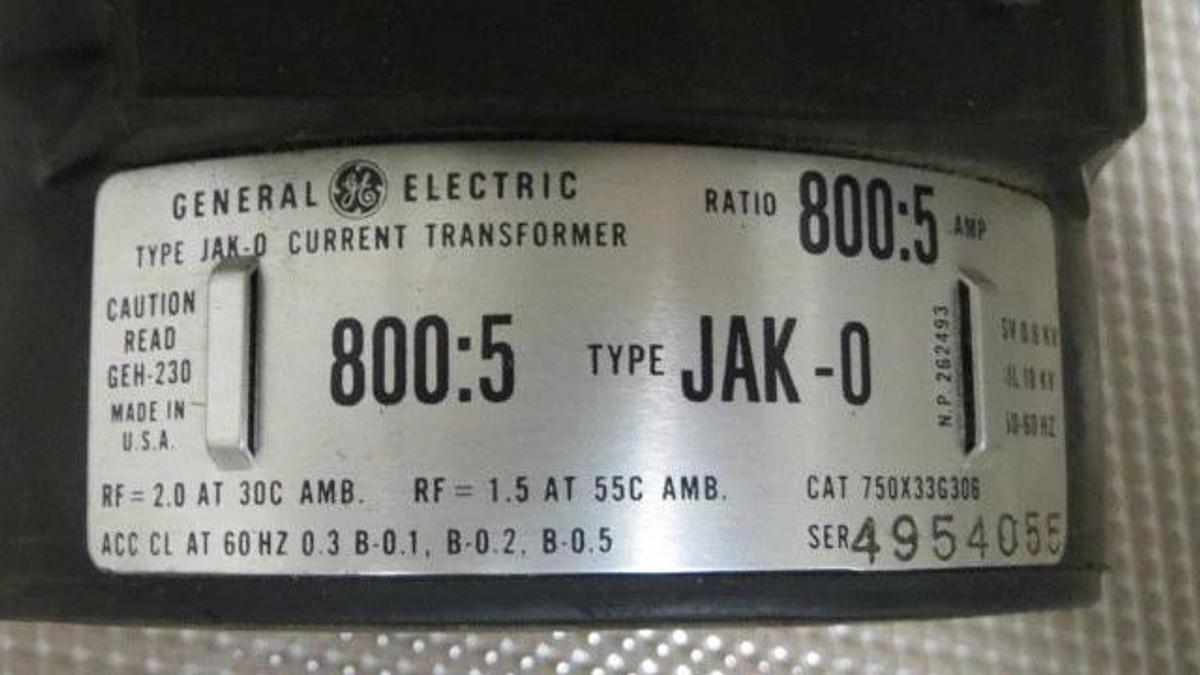 GENERAL GE ELECTRIC
RATIO 800:5 AMP
TYPE JAK-0 CURRENT TRANSFORMER
CAUTION
READ
GEH-230
MADE IN
U.S.A.
800:5 TYPE JAK-0
N.P. 262493
SV 0.6 KV
IL 10 KV
60 HZ
RF = 2.0 AT 30C AMB. RF = 1.5 AT 55C AMB.
CAT 750X33G306
ACC CL AT 60 HZ 0.3 B-0.1, B-0.2, B-0.5
SER 4954055